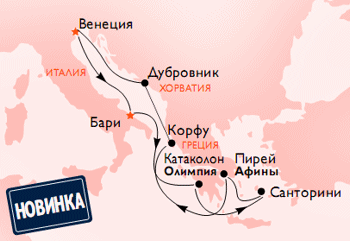 Венеция
ИТАЛИЯ
Дубровник
ХОРВАТИЯ
Бари
Корфу
ГРЕЦИЯ
Катаколон
Олимпия
Пирей
Афины
Санторини
НОВИНКА